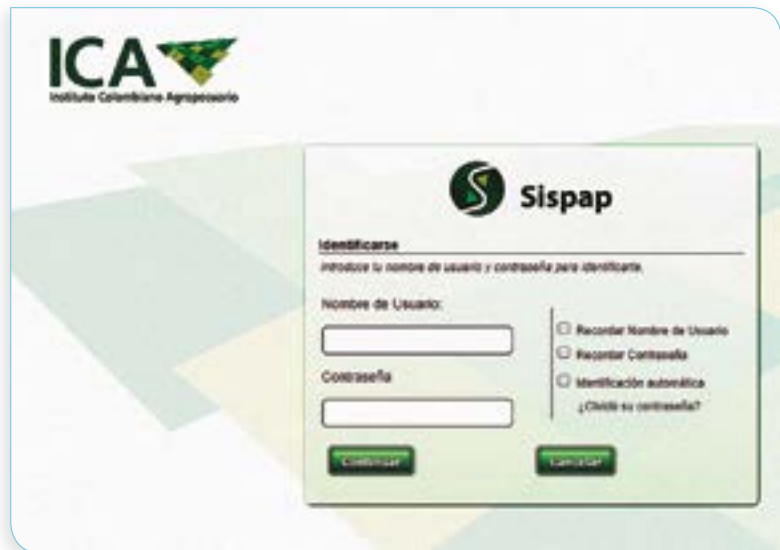 ICA
Instituto Colombiano Agropecuario
Sispap
Identificarse
Introduce tu nombre de usuario y contraseña para identificarte.
Nombre de Usuario:
Contraseña
Recordar Nombre de Usuario
Recordar Contraseña
Identificación automática
¿Olvidó su contraseña?
Continuar
Cancelar